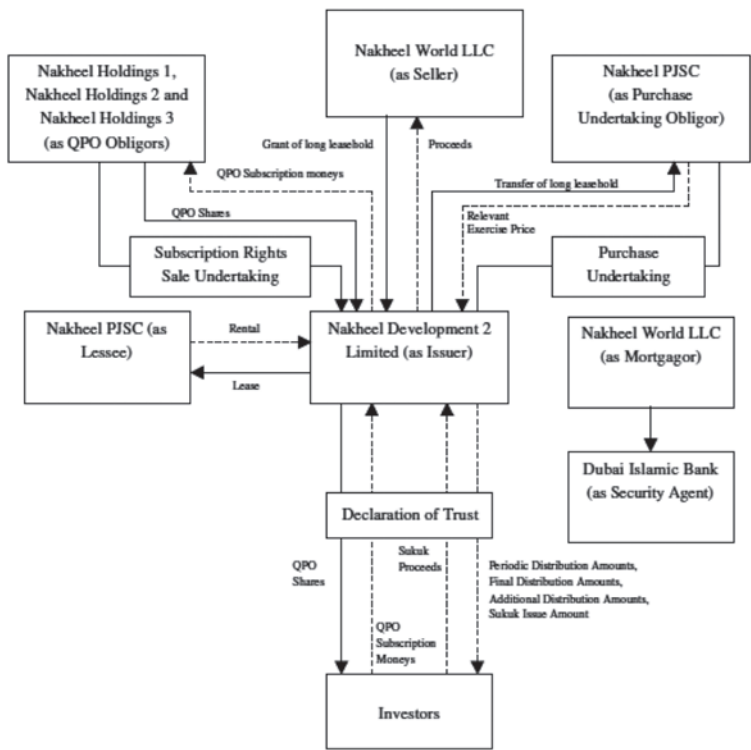 Nakheel World LLC
(as Seller)
Nakheel Holdings 1,
Nakheel Holdings 2 and
Nakheel Holdings 3
(as QPO Obligors)
Nakheel PJSC
(as Purchase
Undertaking Obligor)
Grant of long leasehold
Proceeds
QPO Subscription moneys
Transfer of long leasehold
QPO Shares
Relevant
Exercise Price
Subscription Rights
Sale Undertaking
Purchase
Undertaking
Nakheel PJSC (as
Lessee)
Rental
Lease
Nakheel Development 2
Limited (as Issuer)
Nakheel World LLC
(as Mortgagor)
Dubai Islamic Bank
(as Security Agent)
Declaration of Trust
QPO
Shares
Sukuk
Proceeds
Periodic Distribution Amounts,
Final Distribution Amounts,
Additional Distribution Amounts,
Sukuk Issue Amount
QPO
Subscription
Moneys
Investors